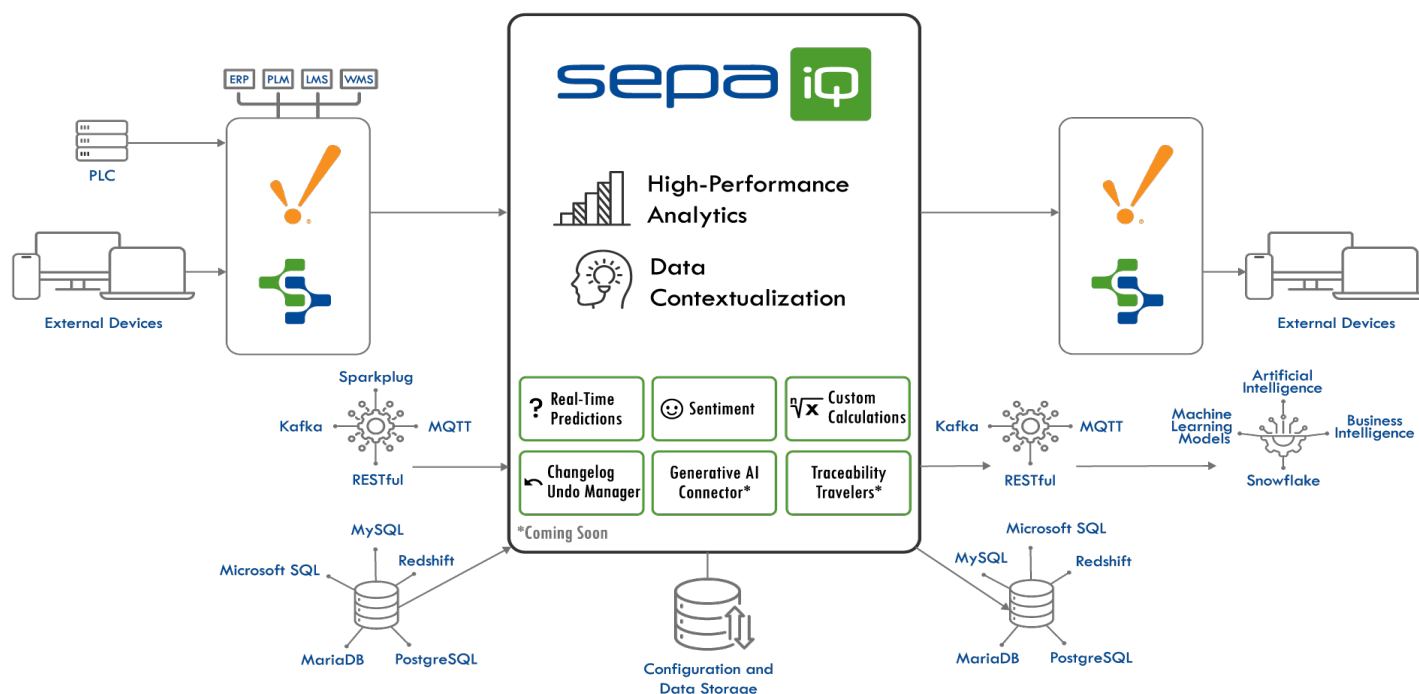 sepa iQ
ERP PLM LMS WMS
PLC
External Devices
High-Performance
Analytics
Data
Contextualization
External Devices
Sparkplug
Kafka
MQTT
RESTful
? Real-Time
Predictions
Sentiment
n√x Custom
Calculations
Changelog
Undo Manager
Generative AI
Connector*
Traceability
Travelers*
*Coming Soon
Kafka
MQTT
RESTful
Artificial
Intelligence
Machine
Learning
Models
Business
Intelligence
Snowflake
MySQL
Microsoft SQL
Redshift
MariaDB
PostgreSQL
Configuration and
Data Storage
Microsoft SQL
MySQL
Redshift
MariaDB
PostgreSQL